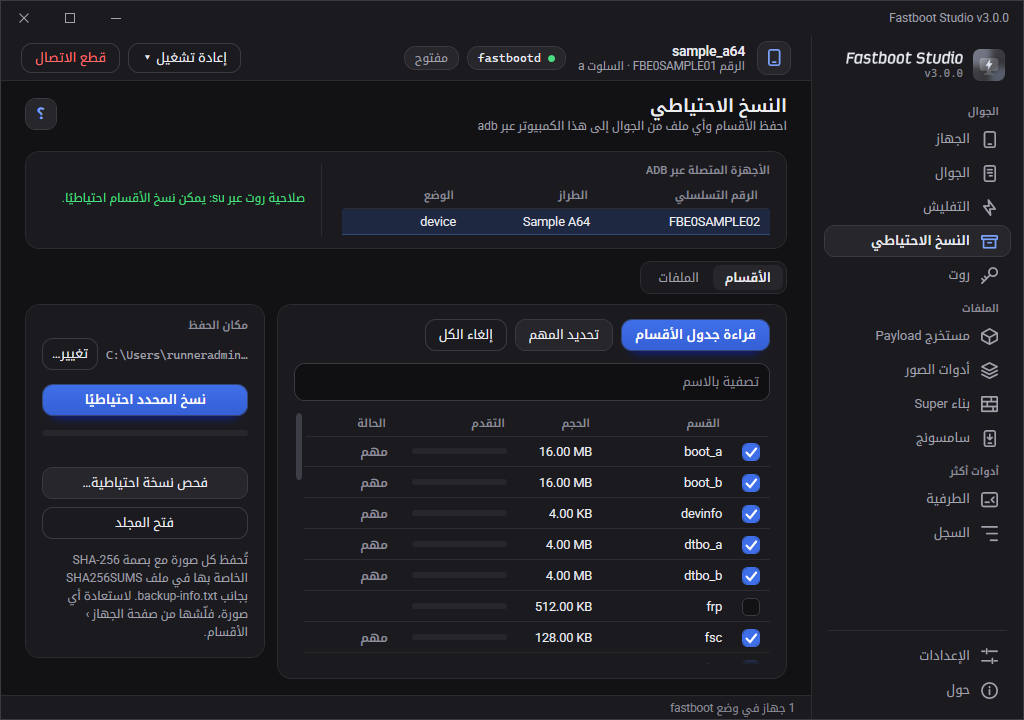 Fastboot Studio v3.0.0
Fastboot Studio
v3.0.0
الجوال
الجهاز
الجوال
التفليش
النسخ الاحتياطي
روت
الملفات
مستخرج Payload
أدوات الصور
بناء Super
سامسونج
أدوات أكثر
الطرفية
السجل
الإعدادات
حول
sample_a64
الرقم FBE0SAMPLE01 · السلوت a
fastbootd
مفتوح
إعادة تشغيل
قطع الاتصال
النسخ الاحتياطي
احفظ الأقسام وأي ملف من الجوال إلى هذا الكمبيوتر عبر adb
؟
الأجهزة المتصلة عبر ADB
الرقم التسلسلي الطراز الوضع
FBE0SAMPLE02 Sample A64 device
صلاحية روت عبر su: يمكن نسخ الأقسام احتياطيًا.
الأقسام الملفات
قراءة جدول الأقسام تحديد المهم إلغاء الكل
تصفية بالاسم
القسم الحجم التقدم الحالة
boot_a 16.00 MB مهم
boot_b 16.00 MB مهم
devinfo 4.00 KB مهم
dtbo_a 4.00 MB مهم
dtbo_b 4.00 MB مهم
frp 512.00 KB
fsc 128.00 KB مهم
مكان الحفظ
C:\Users\runneradmin…
تغيير...
نسخ المحدد احتياطيًا
فحص نسخة احتياطية...
فتح المجلد
تُحفظ كل صورة مع بصمة SHA-256
الخاصة بها في ملف SHA256SUMS
بجانب backup-info.txt. لاستعادة أي
صورة، فلّشها من صفحة الجهاز ›
الأقسام.
1 جهاز في وضع fastboot